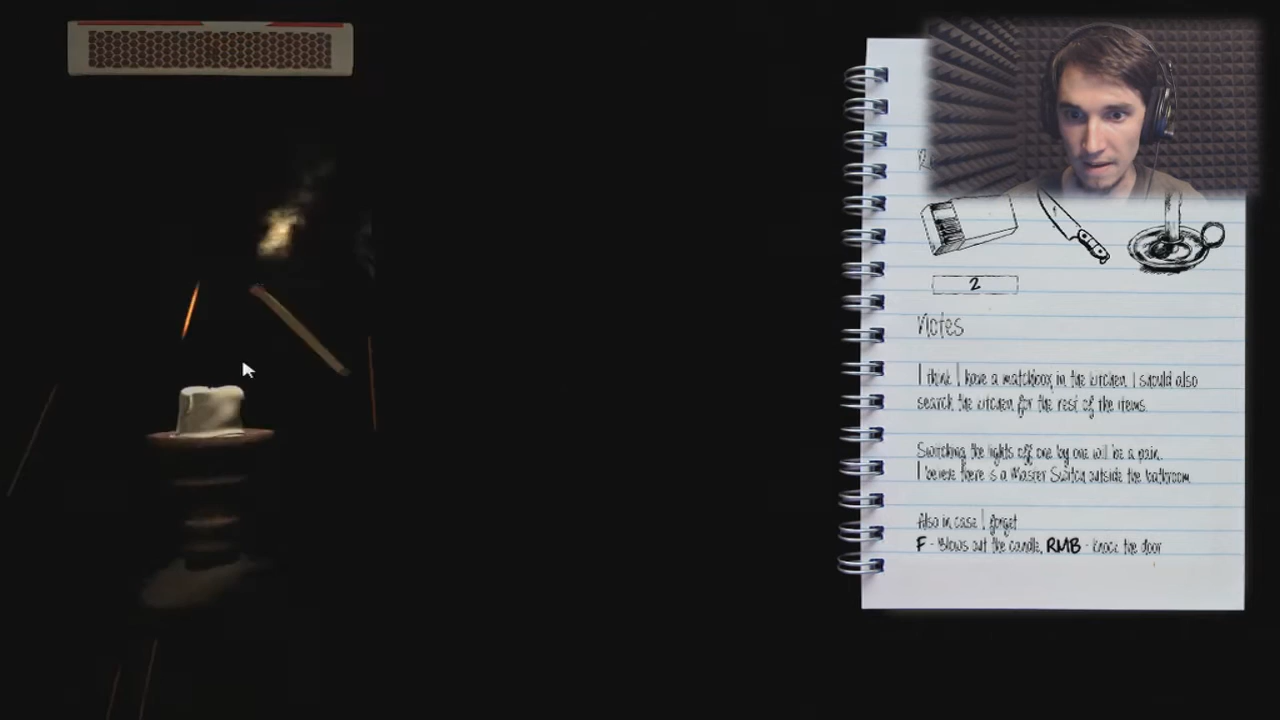 2
Notes
I think I have a matchbox in the kitchen. I should also
search the kitchen for the rest of the items.
Switching the lights off one by one will be a pain.
I believe there is a Master Switch outside the bathroom.
Also in case I forget
F - Blows out the candle, RMB - Knock the door